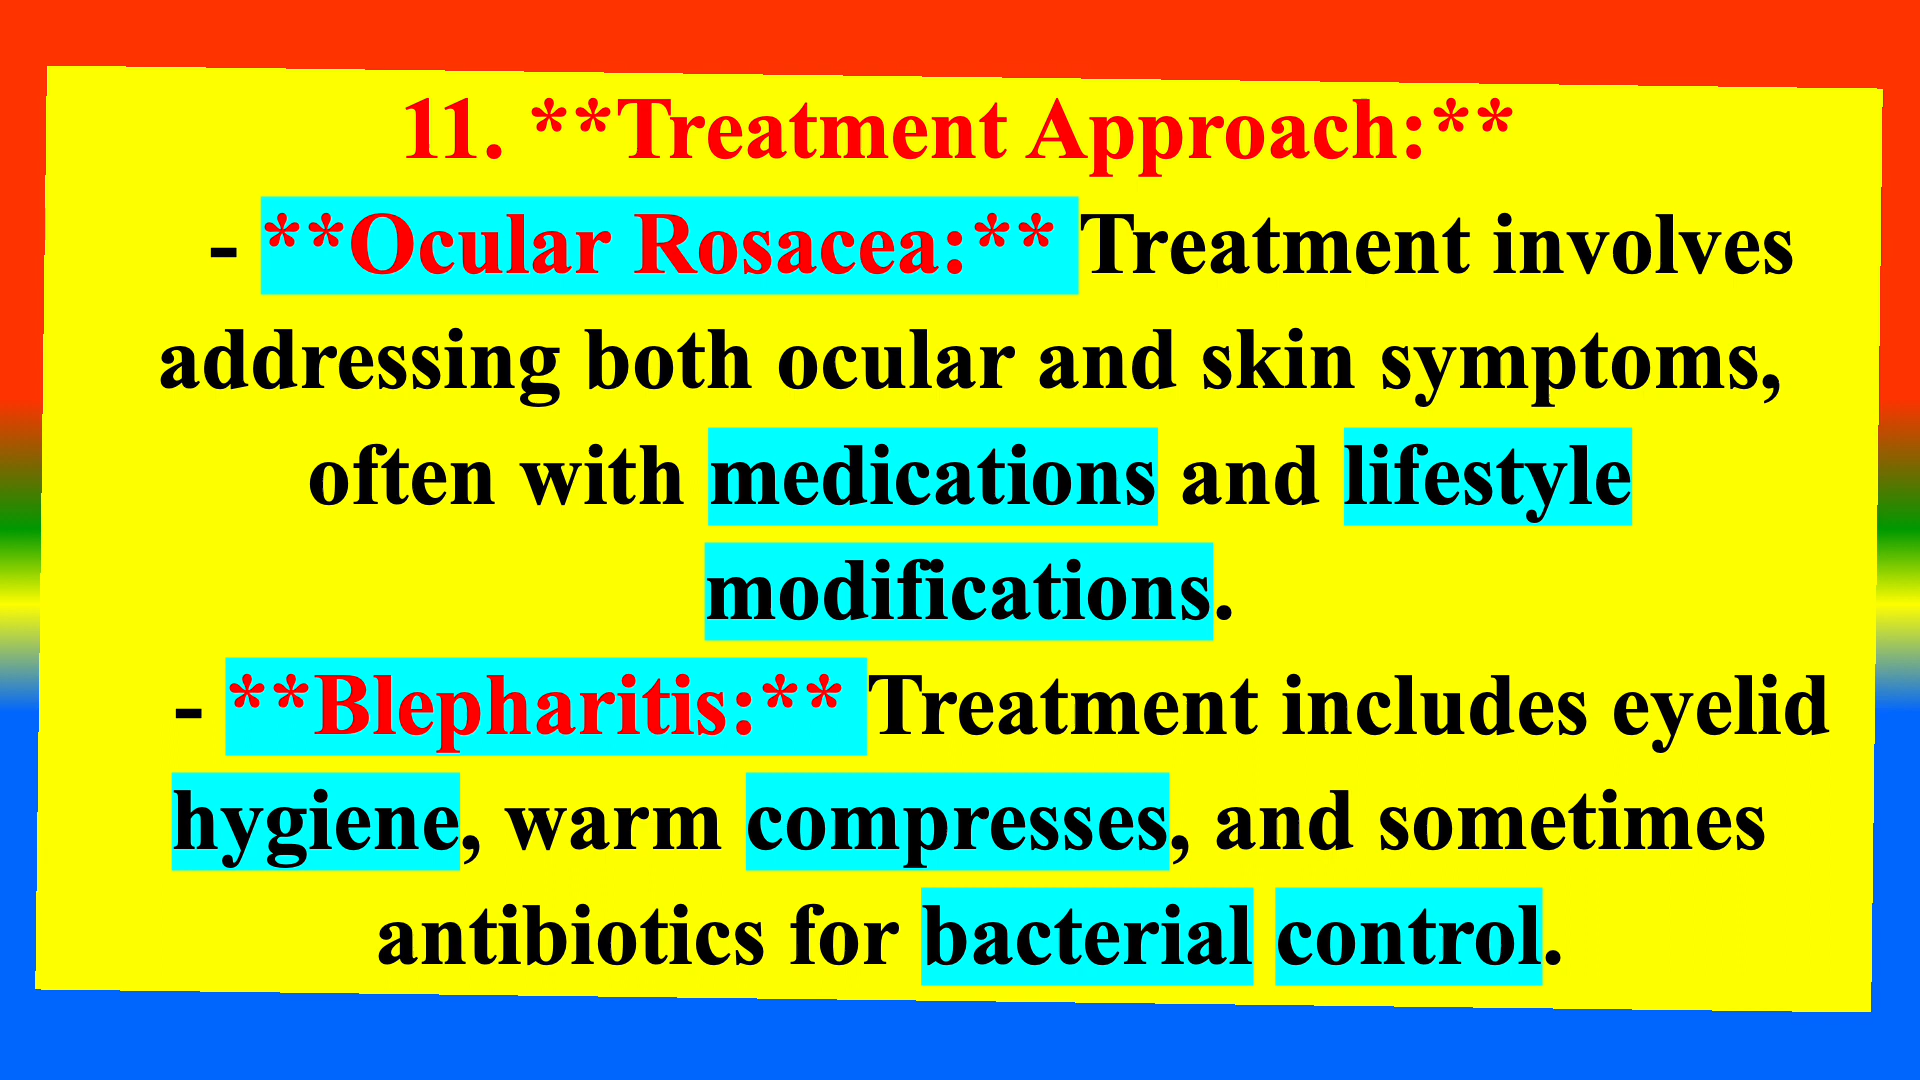 11. **Treatment Approach:**
- **Ocular Rosacea:** Treatment involves
addressing both ocular and skin symptoms,
often with medications and lifestyle
modifications.
- **Blepharitis:** Treatment includes eyelid
hygiene, warm compresses, and sometimes
antibiotics for bacterial control.